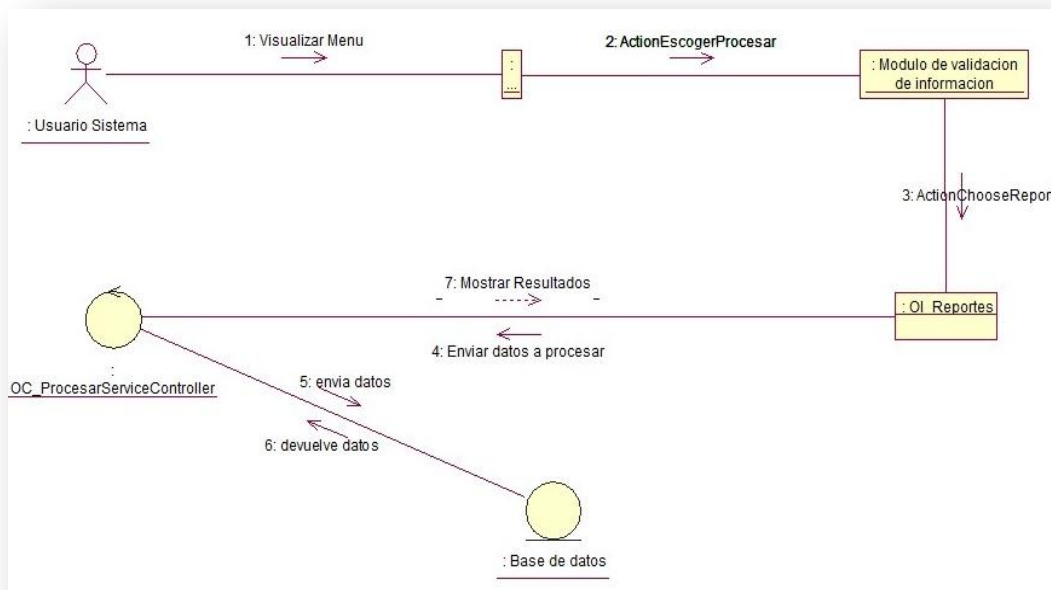 1: Visualizar Menu
2: ActionEscogerProcesar
:
...
: Modulo de validacion
de informacion
: Usuario Sistema
3: ActionChooseRepor
7: Mostrar Resultados
: OI_Reportes
4: Enviar datos a procesar
:
OC_ProcesarServiceController
5: envia datos
6: devuelve datos
: Base de datos